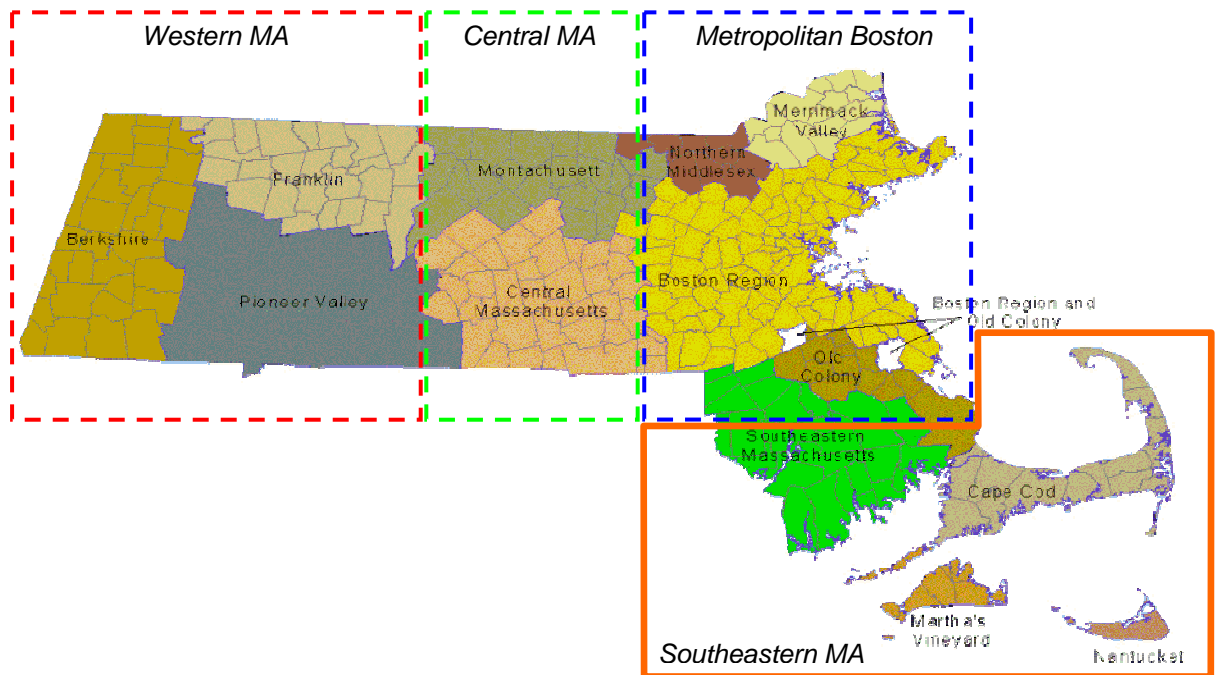 Western MA
Central MA
Metropolitan Boston
Merrimack
Valley
Northern
Middlesex
Montachusett
Franklin
Berkshire
Boston Region
Pioneer Valley
Central
Massachusetts
Boston Region and
Old Colony
Old
Colony
Southeastern
Massachusetts
Cape Cod
Martha's
Vineyard
Nantucket
Southeastern MA